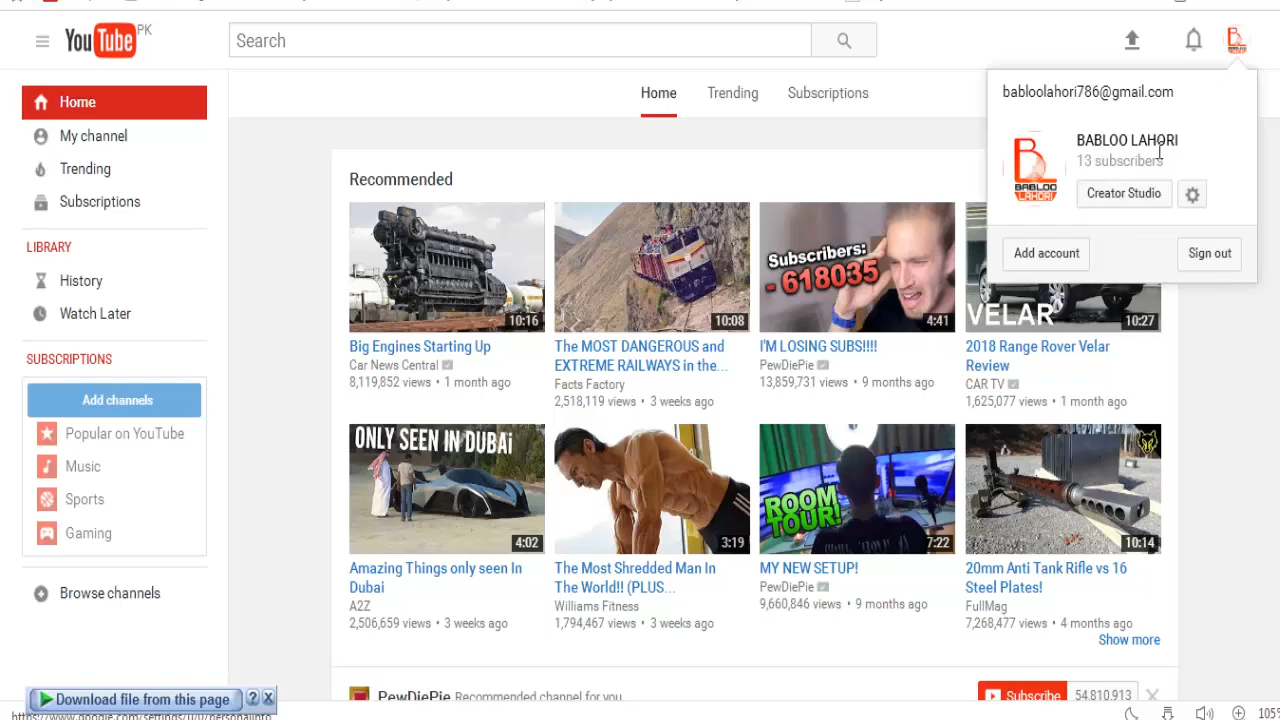 YouTube PK
Search
babloolahori786@gmail.com
BABLOO LAHORI
13 subscribers
BABLOO
LAHORI
Creator Studio
Add account
Sign out
Home
My channel
Trending
Subscriptions
LIBRARY
History
Watch Later
SUBSCRIPTIONS
Add channels
Popular on YouTube
Music
Sports
Gaming
Browse channels
Home Trending Subscriptions
Recommended
10:16
Big Engines Starting Up
Car News Central
8,119,852 views • 1 month ago
10:08
The MOST DANGEROUS and
EXTREME RAILWAYS in the...
Facts Factory
2,518,119 views • 3 weeks ago
Subscribers:
- 618035
4:41
I'M LOSING SUBS!!!!
PewDiePie
13,859,731 views • 9 months ago
VELAR
10:27
2018 Range Rover Velar
Review
CAR TV
1,625,077 views • 1 month ago
ONLY SEEN IN DUBAi
4:02
Amazing Things only seen In
Dubai
A2Z
2,506,659 views • 3 weeks ago
3:19
The Most Shredded Man In
The World!! (PLUS...
Williams Fitness
1,794,467 views • 3 weeks ago
ROOM
TOUR!
7:22
MY NEW SETUP!
PewDiePie
9,660,846 views • 9 months ago
10:14
20mm Anti Tank Rifle vs 16
Steel Plates!
FullMag
7,268,477 views • 4 months ago
Show more
PewDiePie Recommended channel for you
Subscribe 54,810,913
Download file from this page ? X
https://www.google.com/settings/u/0/personalinfo
105%